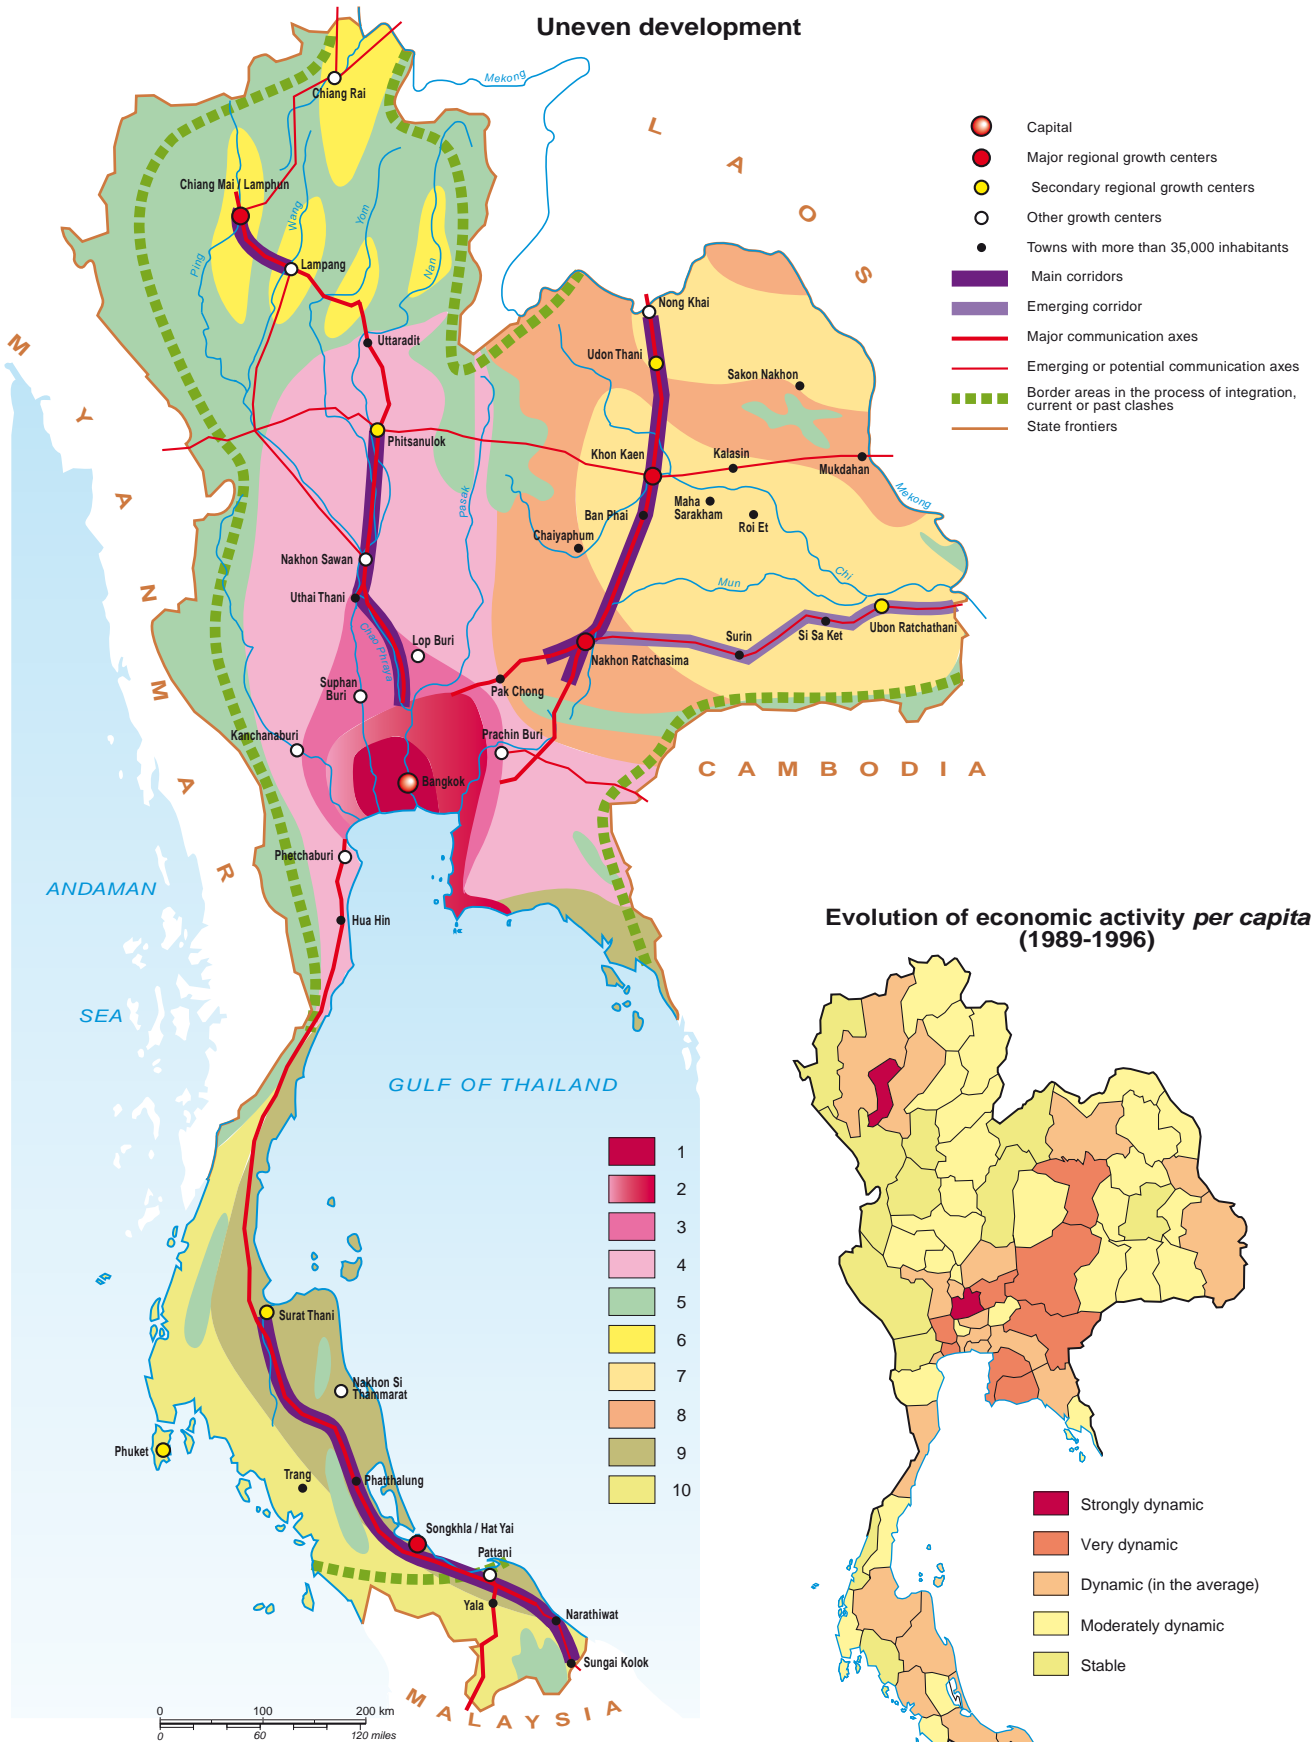 Uneven development
Mekong
Chiang Rai
L A O S
Capital
Major regional growth centers
Secondary regional growth centers
Other growth centers
Towns with more than 35,000 inhabitants
Main corridors
Emerging corridor
Major communication axes
Emerging or potential communication axes
Border areas in the process of integration,
current or past clashes
State frontiers
Chiang Mai / Lamphun
Wang
Yom
Ping
Nan
Lampang
Nong Khai
Uttaradit
Udon Thani
Sakon Nakhon
M Y A N M A R
Phitsanulok
Khon Kaen
Kalasin
Mukdahan
Pasak
Mekong
Maha
Sarakham
Ban Phai
Roi Et
Chaiyaphum
Nakhon Sawan
Chi
Mun
Uthai Thani
Chao Phraya
Lop Buri
Surin
Si Sa Ket
Ubon Ratchathani
Nakhon Ratchasima
Suphan
Buri
Pak Chong
Kanchanaburi
Prachin Buri
C A M B O D I A
Bangkok
Phetchaburi
ANDAMAN
SEA
Hua Hin
Evolution of economic activity per capita
(1989-1996)
GULF OF THAILAND
1
2
3
4
5
6
7
8
9
10
Surat Thani
Nakhon Si
Thammarat
Phuket
Trang
Phatthalung
Songkhla / Hat Yai
Pattani
Yala
Narathiwat
Sungai Kolok
M A L A Y S I A
Strongly dynamic
Very dynamic
Dynamic (in the average)
Moderately dynamic
Stable
0 100 200 km
0 60 120 miles